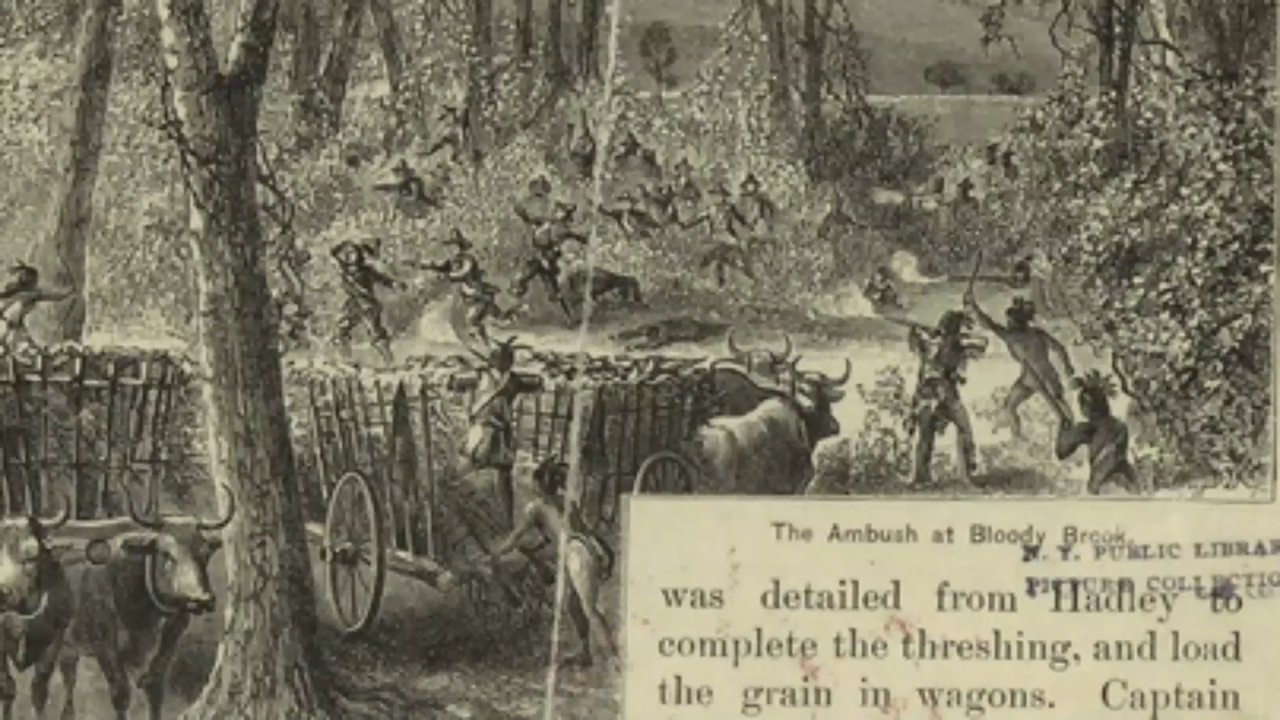 The Ambush at Bloody Brook.
N. Y. PUBLIC LIBRAR
PICTURE COLLECTIO
was detailed from Hadley to
complete the threshing, and load
the grain in wagons. Captain